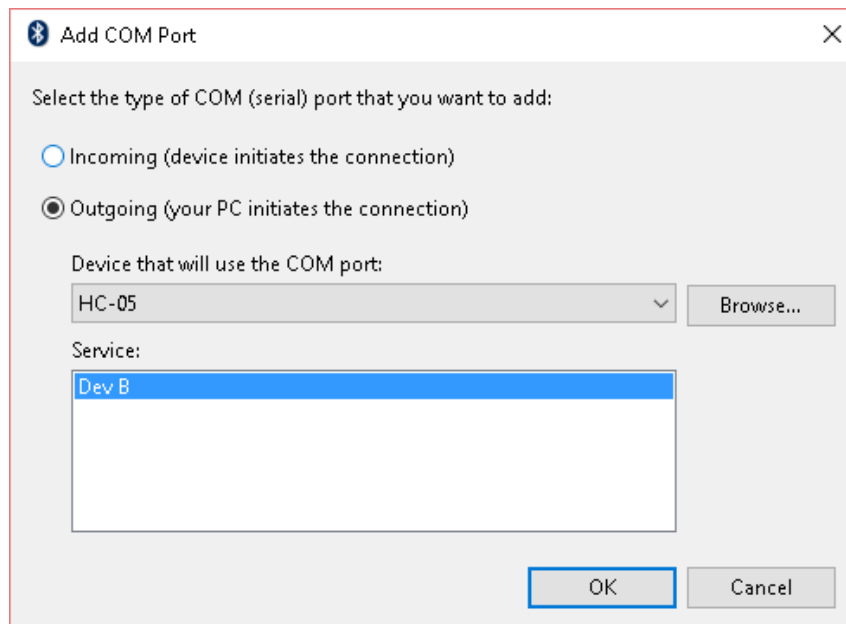 Add COM Port
Select the type of COM (serial) port that you want to add:
Incoming (device initiates the connection)
Outgoing (your PC initiates the connection)
Device that will use the COM port:
HC-05
Browse...
Service:
Dev B
OK
Cancel